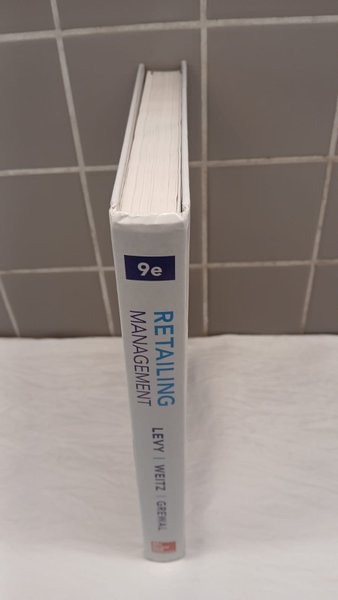 9e
RETAILING
MANAGEMENT
LEVY | WEITZ | GREWAL